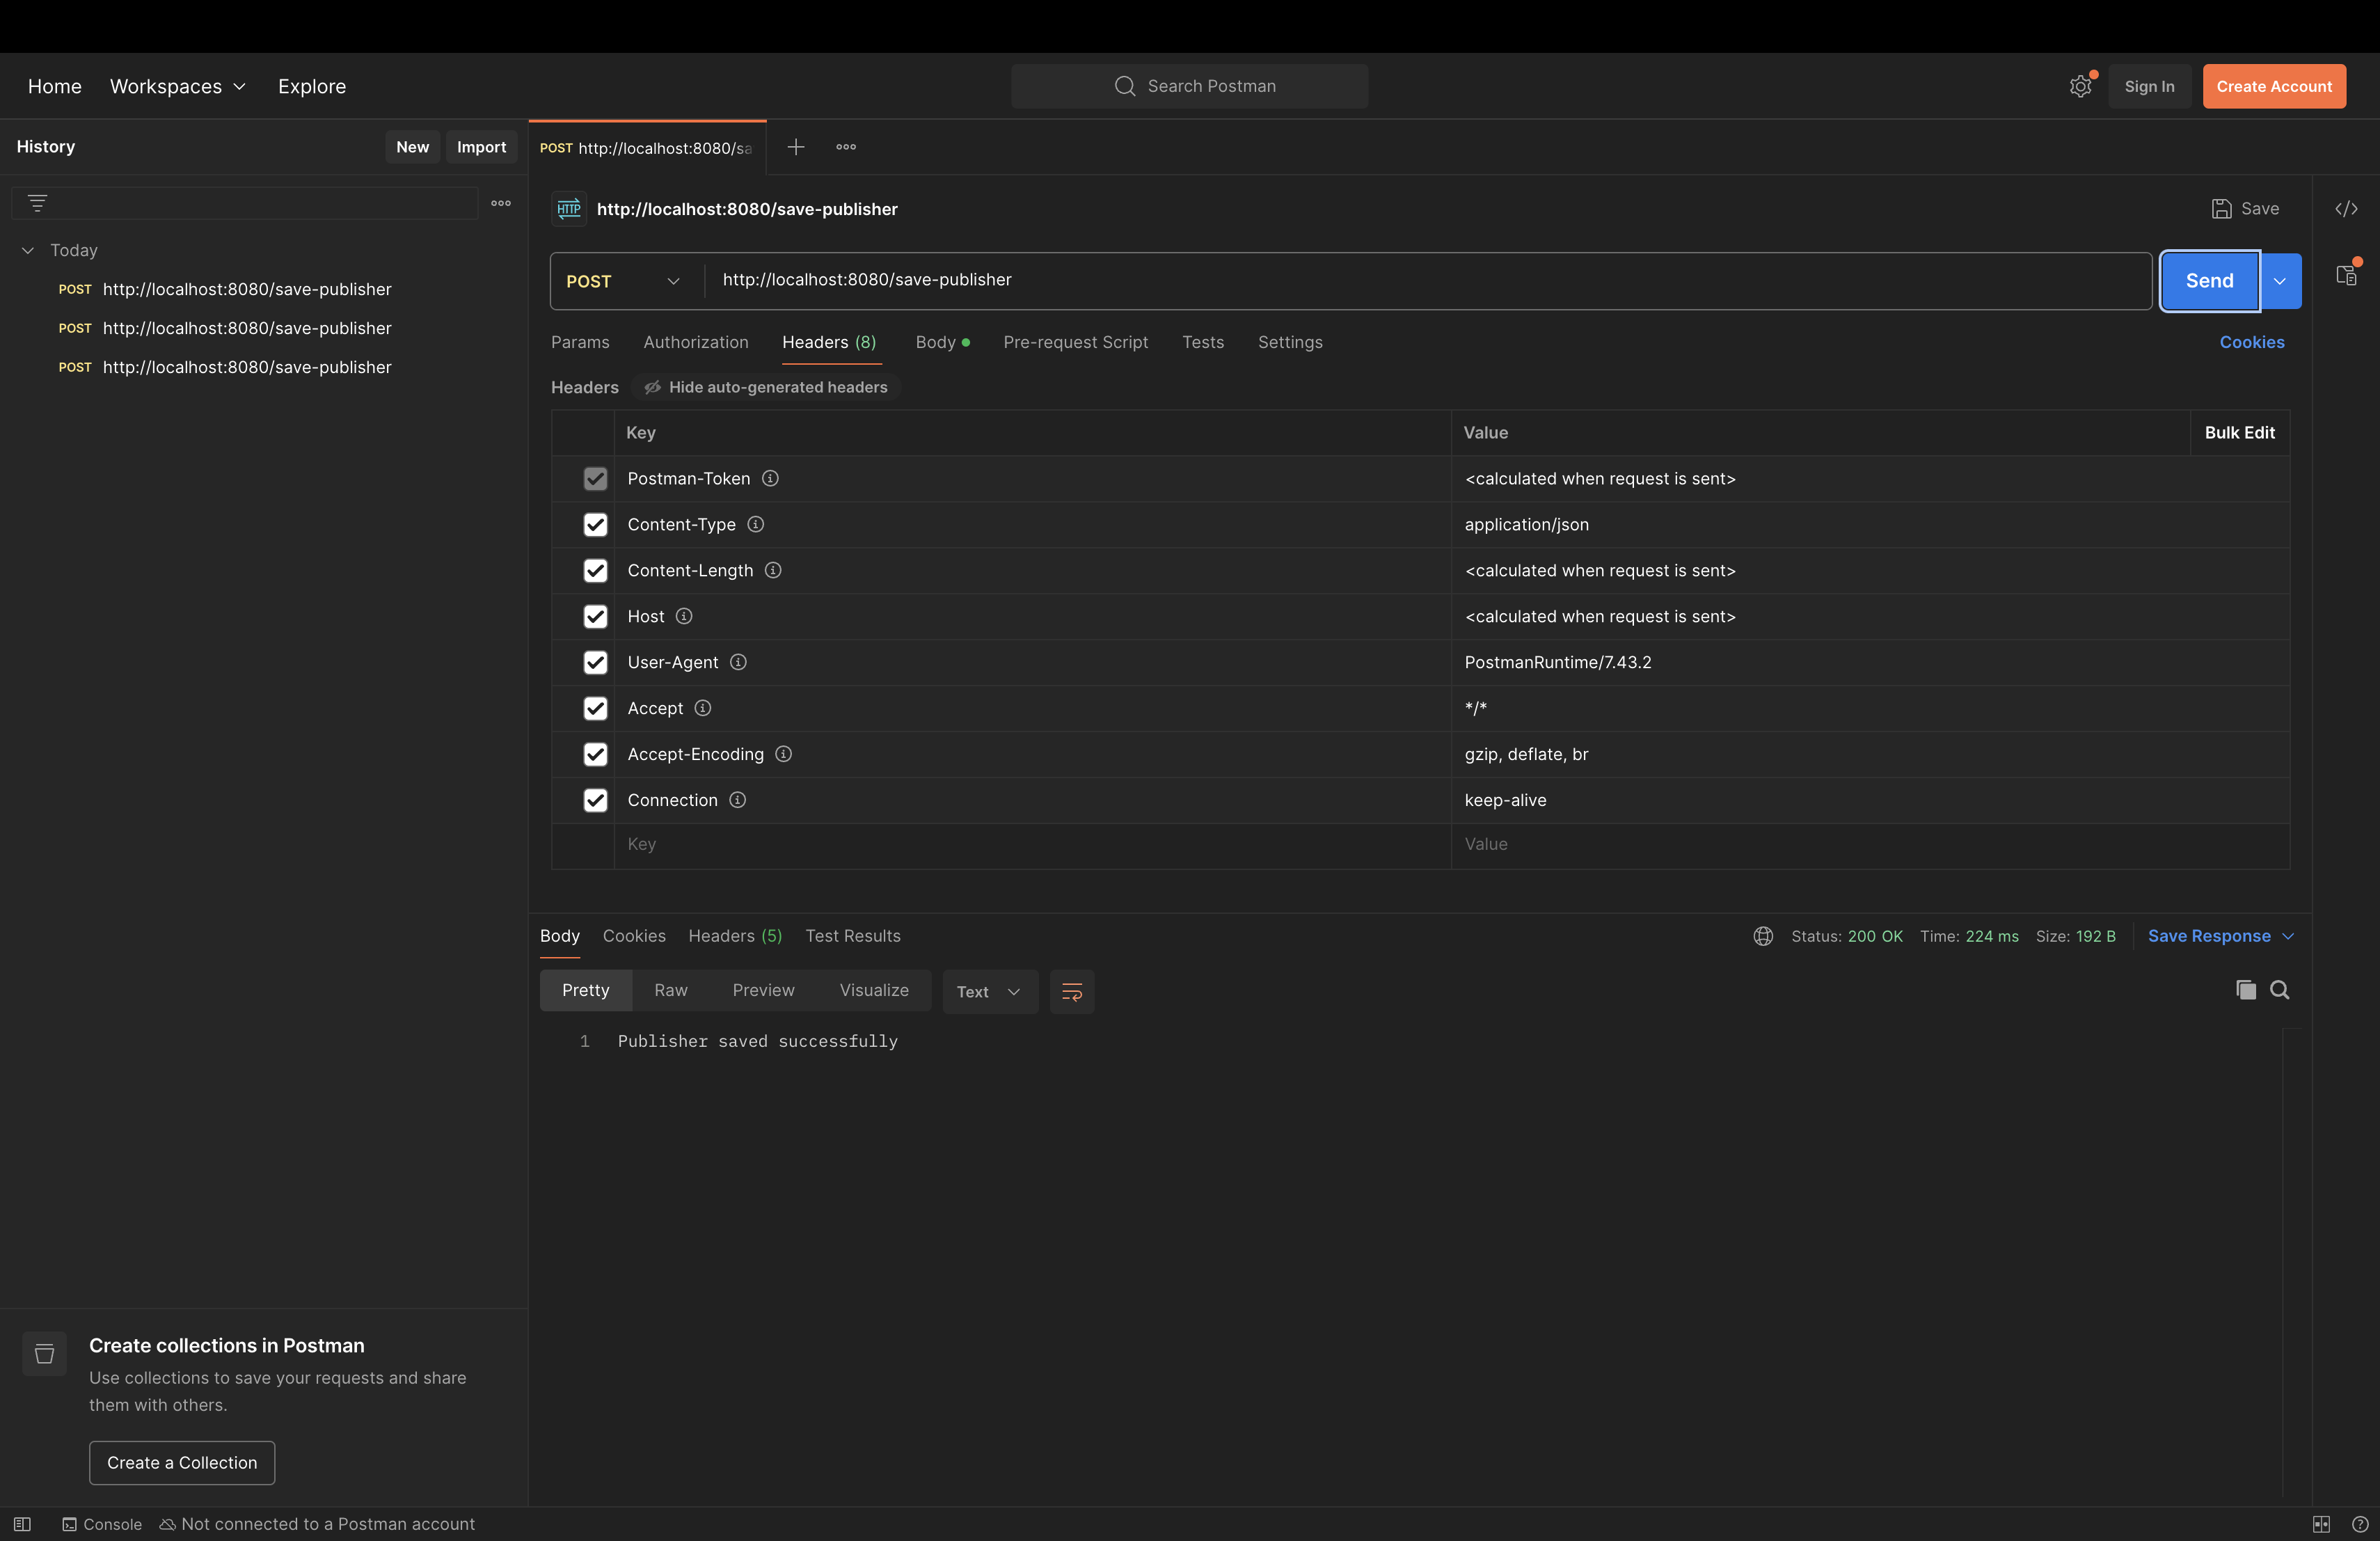 Home Workspaces Explore
Search Postman
Sign In Create Account
History New Import
POST http://localhost:8080/sa
Today
POST http://localhost:8080/save-publisher
POST http://localhost:8080/save-publisher
POST http://localhost:8080/save-publisher
HTTP http://localhost:8080/save-publisher
Save
POST http://localhost:8080/save-publisher Send
Params Authorization Headers (8) Body Pre-request Script Tests Settings Cookies
Headers Hide auto-generated headers
Key Value Bulk Edit
Postman-Token <calculated when request is sent>
Content-Type application/json
Content-Length <calculated when request is sent>
Host <calculated when request is sent>
User-Agent PostmanRuntime/7.43.2
Accept */*
Accept-Encoding gzip, deflate, br
Connection keep-alive
Key Value
Body Cookies Headers (5) Test Results Status: 200 OK Time: 224 ms Size: 192 B Save Response
Pretty Raw Preview Visualize Text
1 Publisher saved successfully
Create collections in Postman
Use collections to save your requests and share
them with others.
Create a Collection
Console Not connected to a Postman account